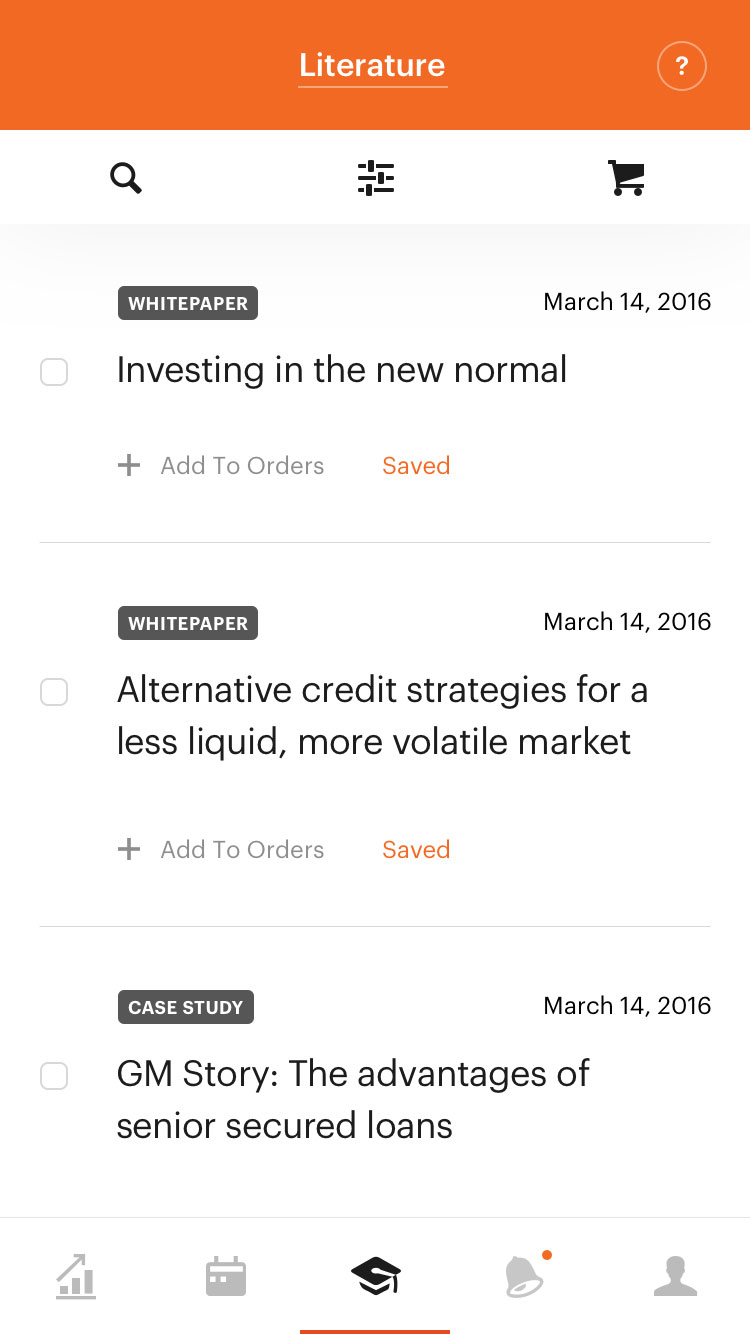 Literature
?
WHITEPAPER
March 14, 2016
Investing in the new normal
Add To Orders
Saved
WHITEPAPER
March 14, 2016
Alternative credit strategies for a
less liquid, more volatile market
Add To Orders
Saved
CASE STUDY
March 14, 2016
GM Story: The advantages of
senior secured loans